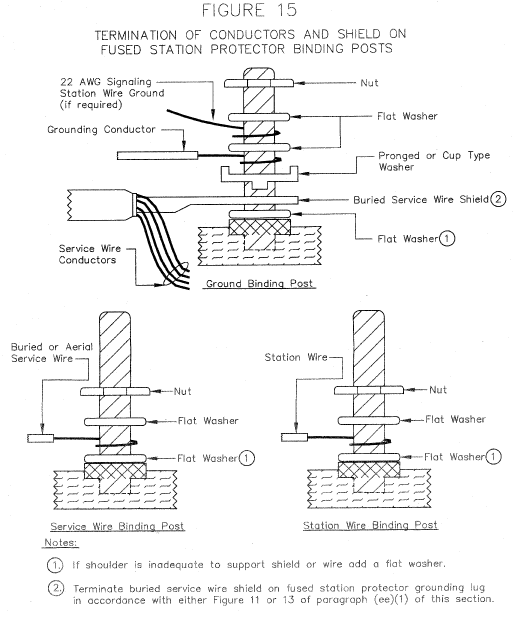 FIGURE 15
TERMINATION OF CONDUCTORS AND SHIELD ON
FUSED STATION PROTECTOR BINDING POSTS
22 AWG Signaling
Station Wire Ground
(if required)
Nut
Flat Washer
Grounding Conductor
Pronged or Cup Type
Washer
Buried Service Wire Shield 2
Flat Washer 1
Service Wire
Conductors
Ground Binding Post
Buried or Aerial
Service Wire
Nut
Flat Washer
Flat Washer 1
Service Wire Binding Post
Station Wire
Nut
Flat Washer
Flat Washer 1
Station Wire Binding Post
Notes:
1. If shoulder is inadequate to support shield or wire add a flat washer.
2. Terminate buried service wire shield on fused station protector grounding lug
in accordance with either Figure 11 or 13 of paragraph (ee)(1) of this section.